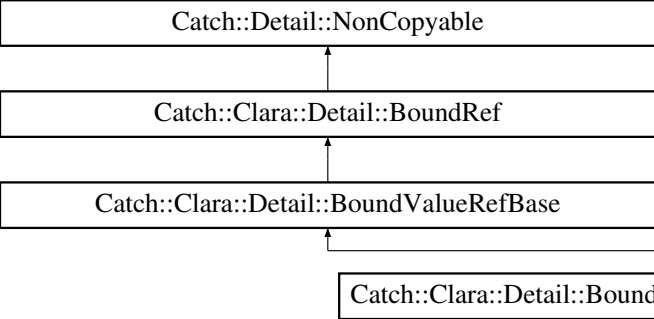 Catch::Detail::NonCopyable
Catch::Clara::Detail::BoundRef
Catch::Clara::Detail::BoundValueRefBase
Catch::Clara::Detail::Bound